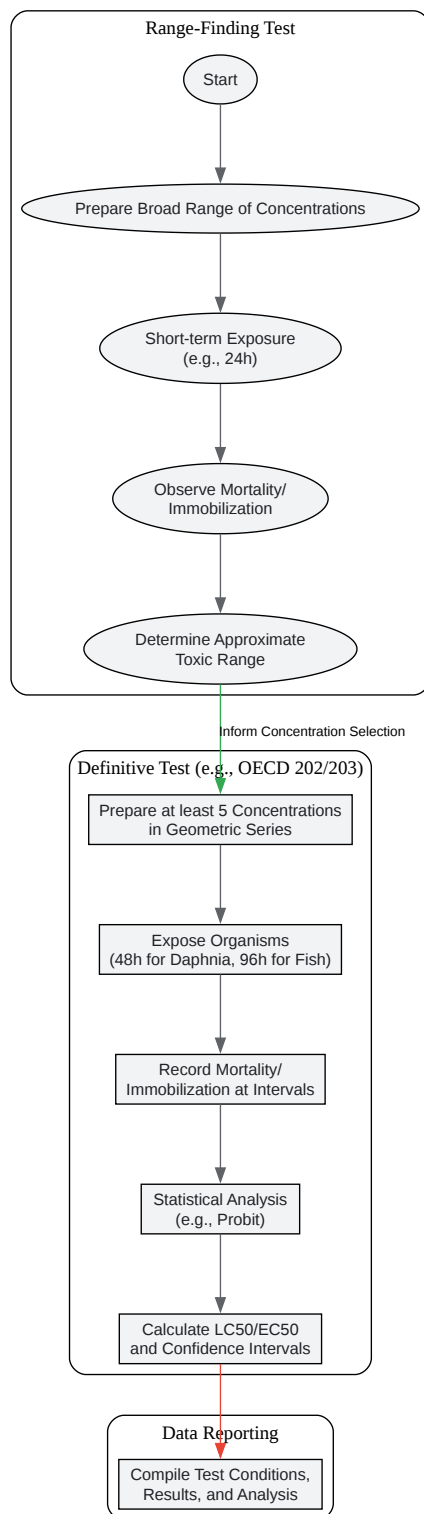 Range-Finding Test
Start
Prepare Broad Range of Concentrations
Short-term Exposure
(e.g., 24h)
Observe Mortality/
Immobilization
Determine Approximate
Toxic Range
Inform Concentration Selection
Definitive Test (e.g., OECD 202/203)
Prepare at least 5 Concentrations
in Geometric Series
Expose Organisms
(48h for Daphnia, 96h for Fish)
Record Mortality/
Immobilization at Intervals
Statistical Analysis
(e.g., Probit)
Calculate LC50/EC50
and Confidence Intervals
Data Reporting
Compile Test Conditions,
Results, and Analysis